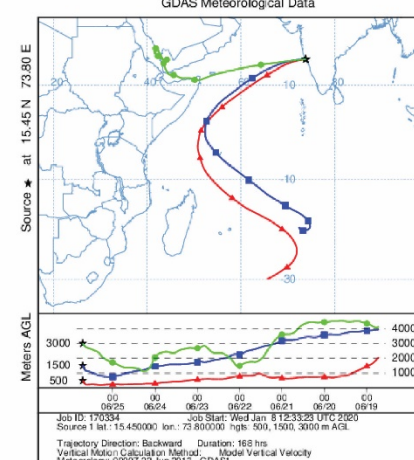 GDAS Meteorological Data
Source ★ at 15.45 N 73.80 E
20
40
80
10
-10
-30
Meters AGL
3000
1500
500
4000
3000
2000
1000
00 00 00 00 00 00 00
06/25 06/24 06/23 06/22 06/21 06/20 06/19
Job ID: 170334 Job Start: Wed Jan 8 12:33:23 UTC 2020
Source 1 lat.: 15.450000 lon.: 73.800000 hgts: 500, 1500, 3000 m AGL
Trajectory Direction: Backward Duration: 168 hrs
Vertical Motion Calculation Method: Model Vertical Velocity